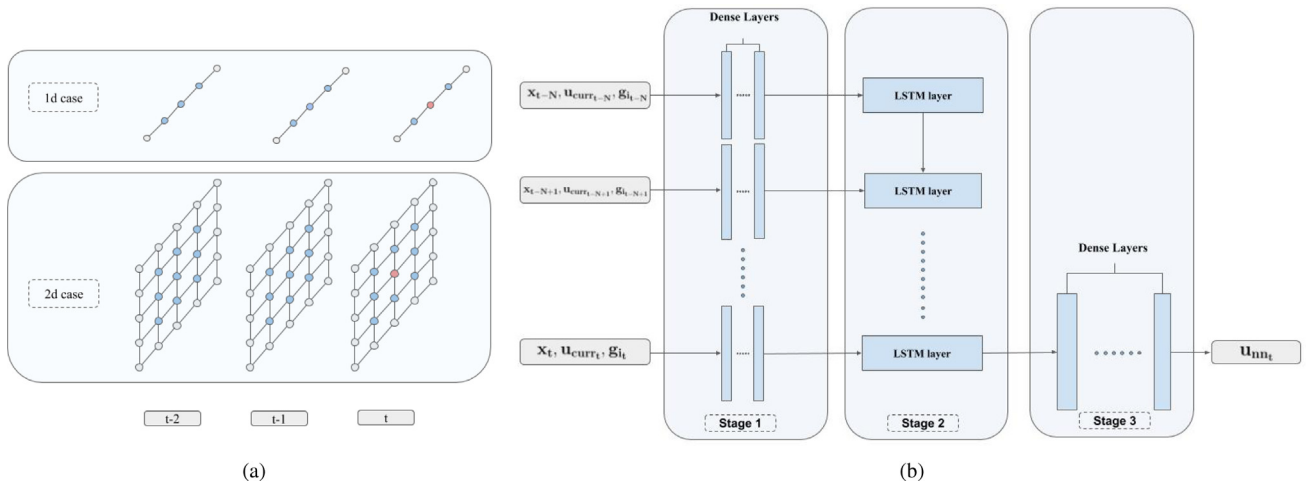 1d case
2d case
t-2
t-1
t
(a)
Dense Layers
x_{t−N}, u_{curr_{t−N}}, g_{i_{t−N}}
.....
LSTM layer
x_{t−N+1}, u_{curr_{t−N+1}}, g_{i_{t−N+1}}
.....
LSTM layer
Dense Layers
x_t, u_{curr_t}, g_{i_t}
.....
LSTM layer
u_{nn_t}
Stage 1
Stage 2
Stage 3
(b)